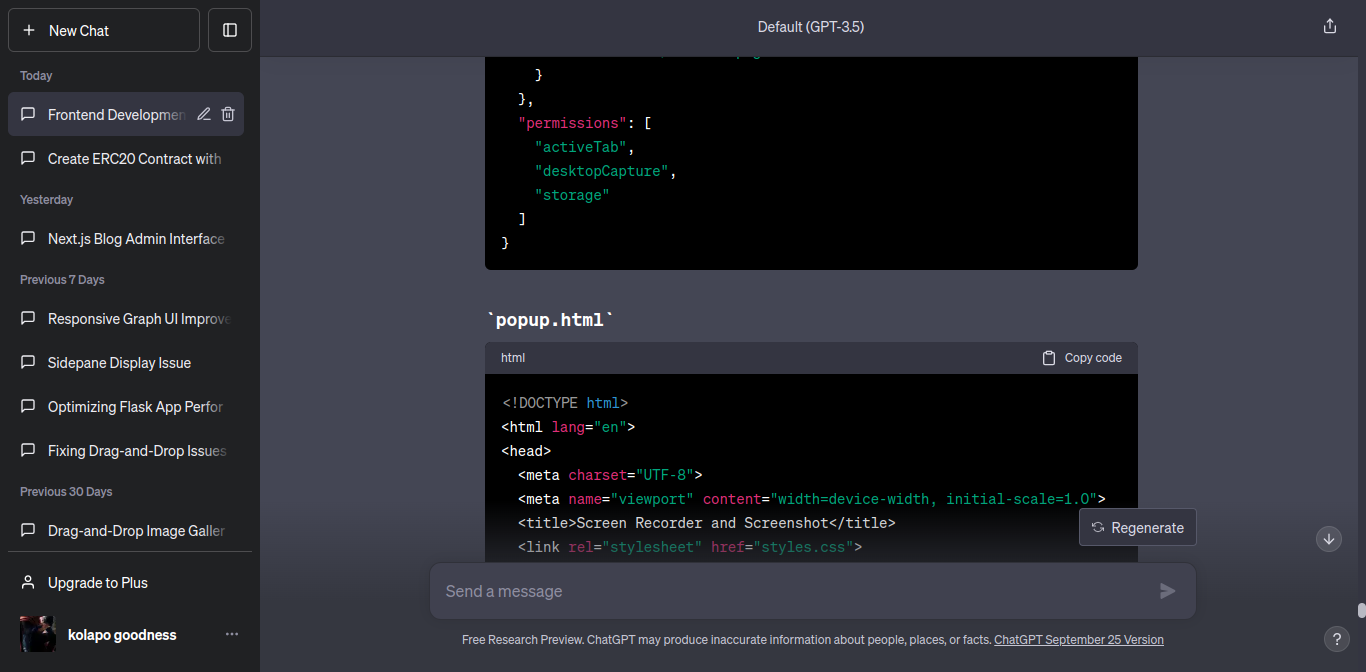 New Chat
Today
Frontend Developmen
Create ERC20 Contract with
Yesterday
Next.js Blog Admin Interface
Previous 7 Days
Responsive Graph UI Improve
Sidepane Display Issue
Optimizing Flask App Perfor
Fixing Drag-and-Drop Issues
Previous 30 Days
Drag-and-Drop Image Galler
Upgrade to Plus
kolapo goodness
Default (GPT-3.5)
}
},
"permissions": [
"activeTab",
"desktopCapture",
"storage"
]
}
`popup.html`
html
Copy code
<!DOCTYPE html>
<html lang="en">
<head>
<meta charset="UTF-8">
<meta name="viewport" content="width=device-width, initial-scale=1.0">
<title>Screen Recorder and Screenshot</title>
<link rel="stylesheet" href="styles.css">
Regenerate
Send a message
Free Research Preview. ChatGPT may produce inaccurate information about people, places, or facts. ChatGPT September 25 Version
?